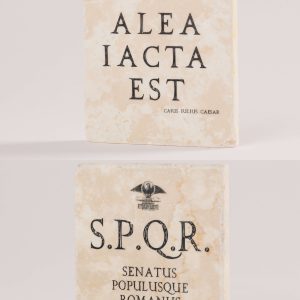 ALEA
IACTA
EST
CAIUS IULIUS CAESAR
S.P.Q.R.
SENATUS
POPULUSQUE
ROMANUS